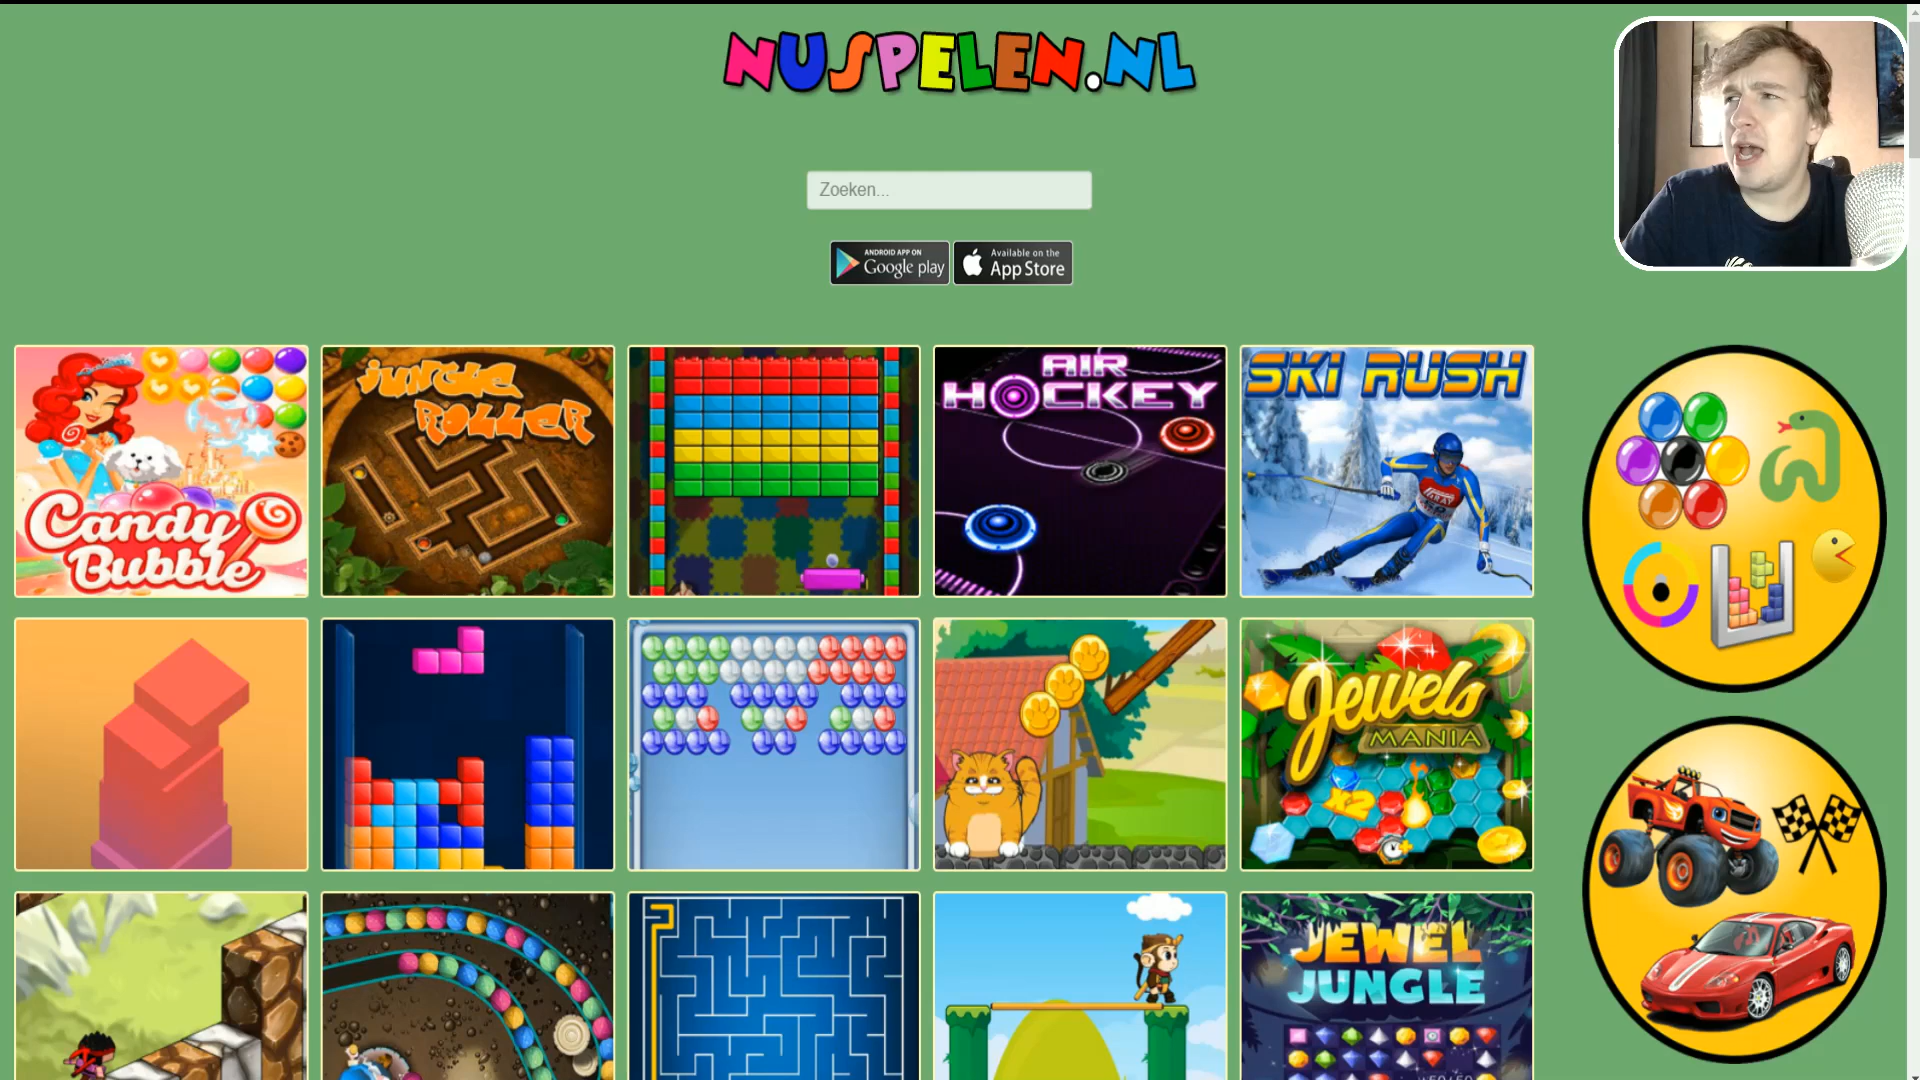 NUSPELEN.NL
Zoeken...
ANDROID APP ON
Google play
Available on the
App Store
Candy
Bubble
JUNGLE
ROLLER
AIR
HOCKEY
SKI RUSH
Jewels
MANIA
X2
JEWEL
JUNGLE